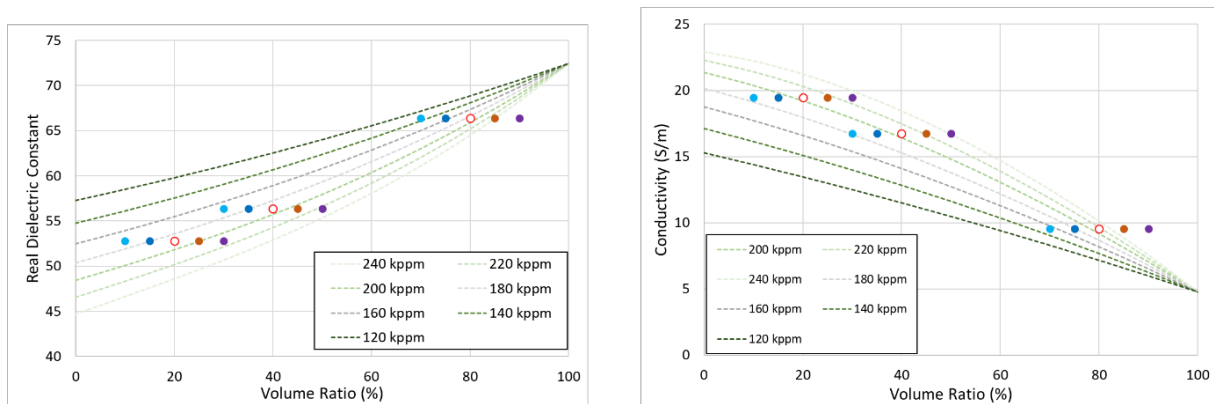 Real Dielectric Constant
75
70
65
60
55
50
45
40
0 20 40 60 80 100
Volume Ratio (%)
240 kppm 220 kppm
200 kppm 180 kppm
160 kppm 140 kppm
120 kppm
Conductivity (S/m)
25
20
15
10
5
0
0 20 40 60 80 100
Volume Ratio (%)
200 kppm 220 kppm
240 kppm 180 kppm
160 kppm 140 kppm
120 kppm